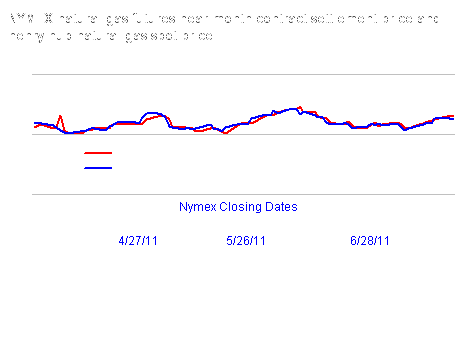 NYMEX natural gas futures near-month contract settlement price and
henry hub natural gas spot price
Nymex Closing Dates
4/27/11 5/26/11 6/28/11